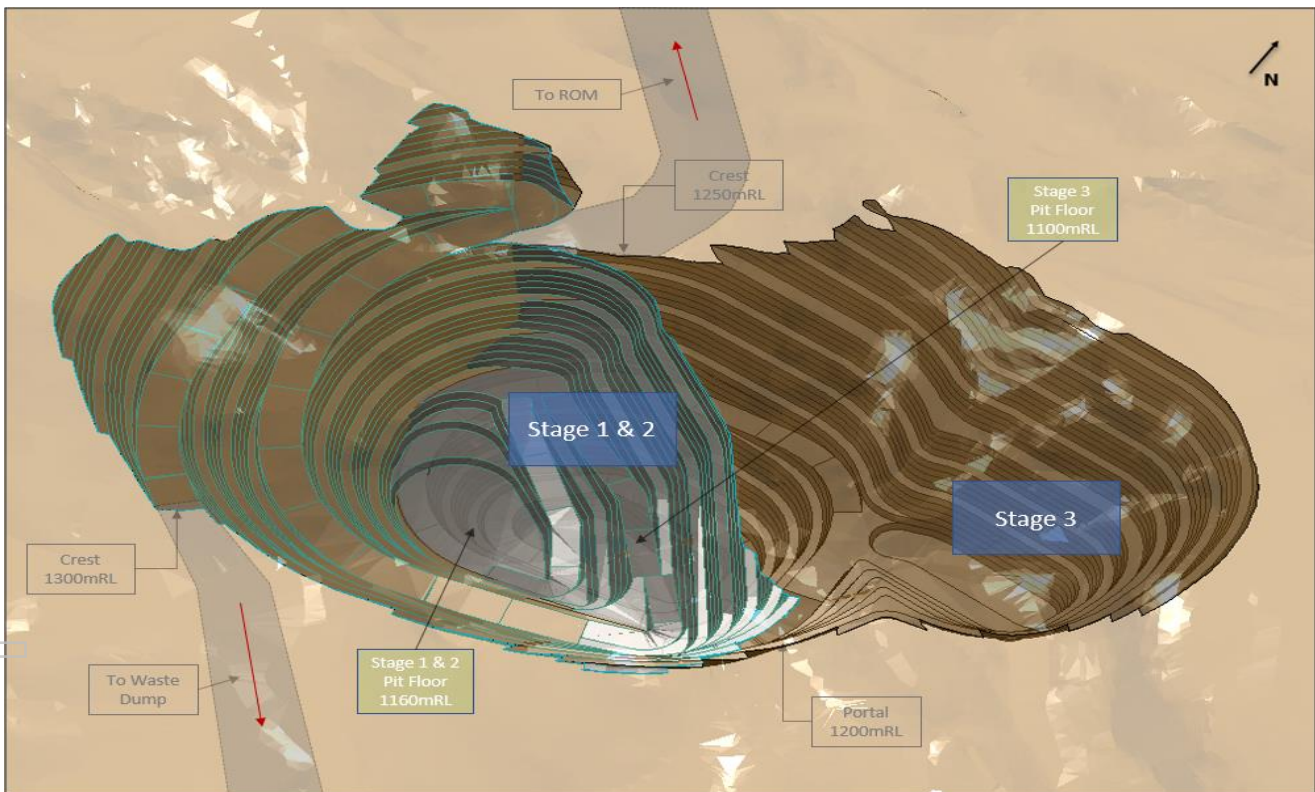 N
To ROM
Crest
1250mRL
Stage 3
Pit Floor
1100mRL
Stage 1 & 2
Stage 3
Crest
1300mRL
Stage 1 & 2
Pit Floor
1160mRL
To Waste
Dump
Portal
1200mRL